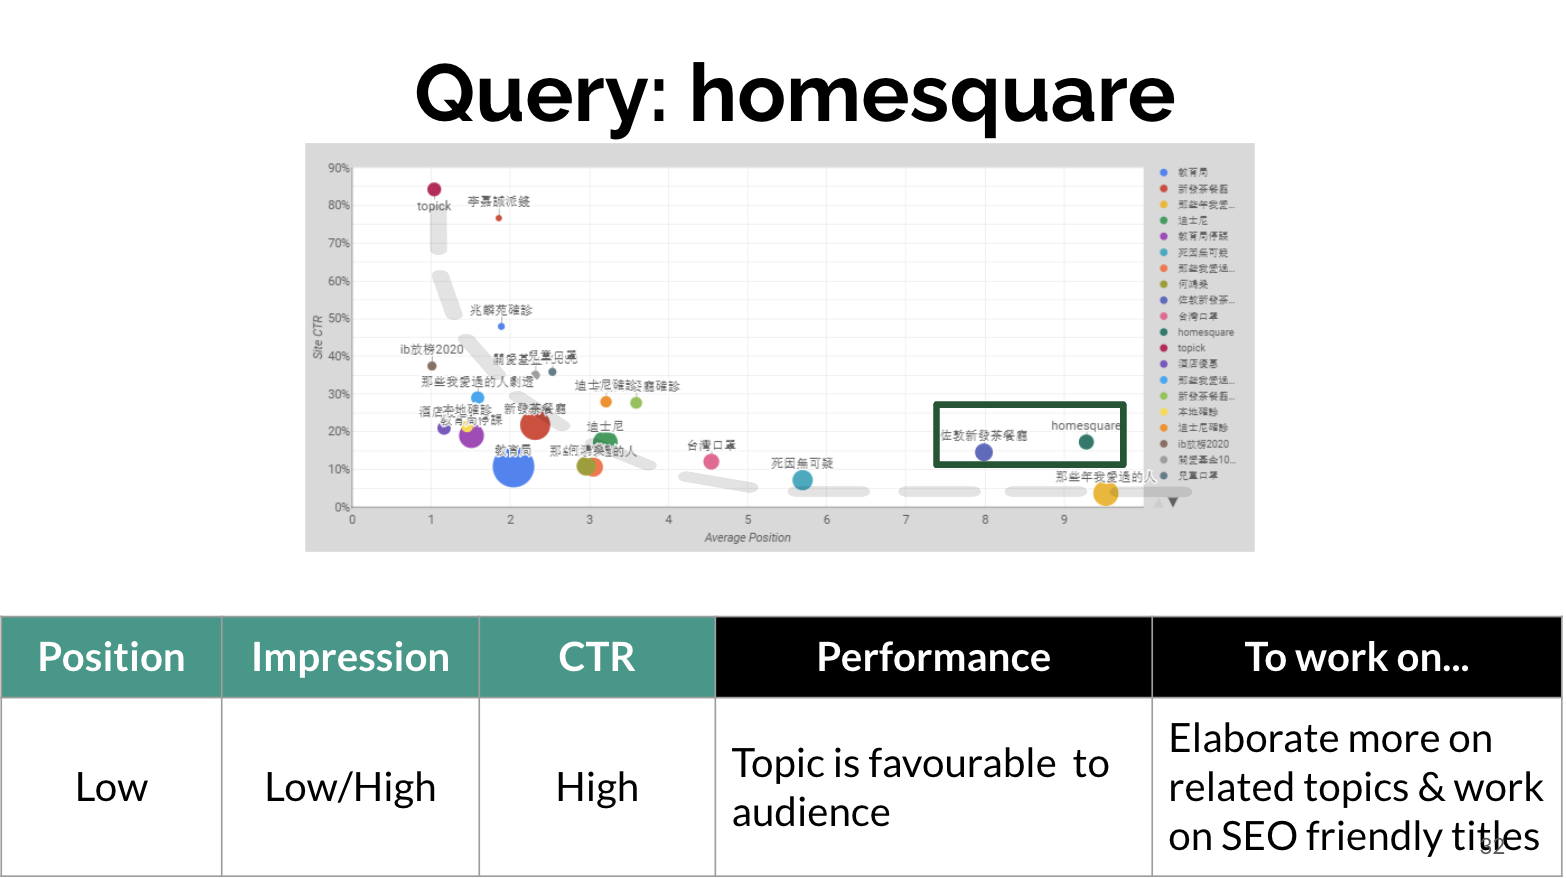 Query: homesquare
90%
80%
70%
60%
50%
40%
30%
20%
10%
0%
Site CTR
topick
李嘉誠派錢
兆麟苑確診
ib放榜2020
關愛基金
兒童口罩
那些我愛過的人劇透
迪士尼確診
廳確診
酒店
本地確診
教育局停課
新發茶餐廳
迪士尼
教育局
那些
的人
台灣口罩
死因無可疑
佐敦新發茶餐廳
homesquare
那些年我愛過的人
0 1 2 3 4 5 6 7 8 9
Average Position
教育局
新發茶餐廳
那些年我愛...
迪士尼
教育局停課
死因無可疑
那些我愛過...
何鴻燊
佐敦新發茶...
台灣口罩
homesquare
topick
酒店優惠
那些我愛過...
新發茶餐廳...
本地確診
迪士尼確診
ib放榜2020
關愛基金10...
兒童口罩
Position Impression CTR Performance To work on...
Low Low/High High
Topic is favourable to
audience
Elaborate more on
related topics & work
on SEO friendly titles
32